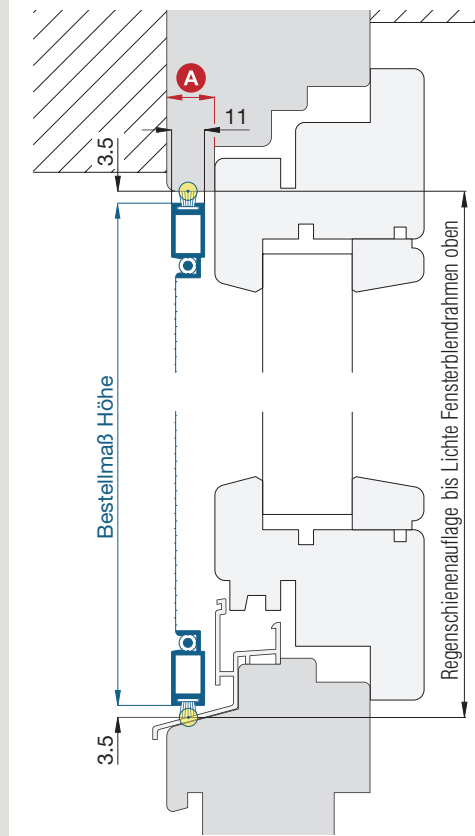 A
11
3.5
Bestellmaß Höhe
Regenschienenauflage bis Lichte Fensterblendrahmen oben
3.5